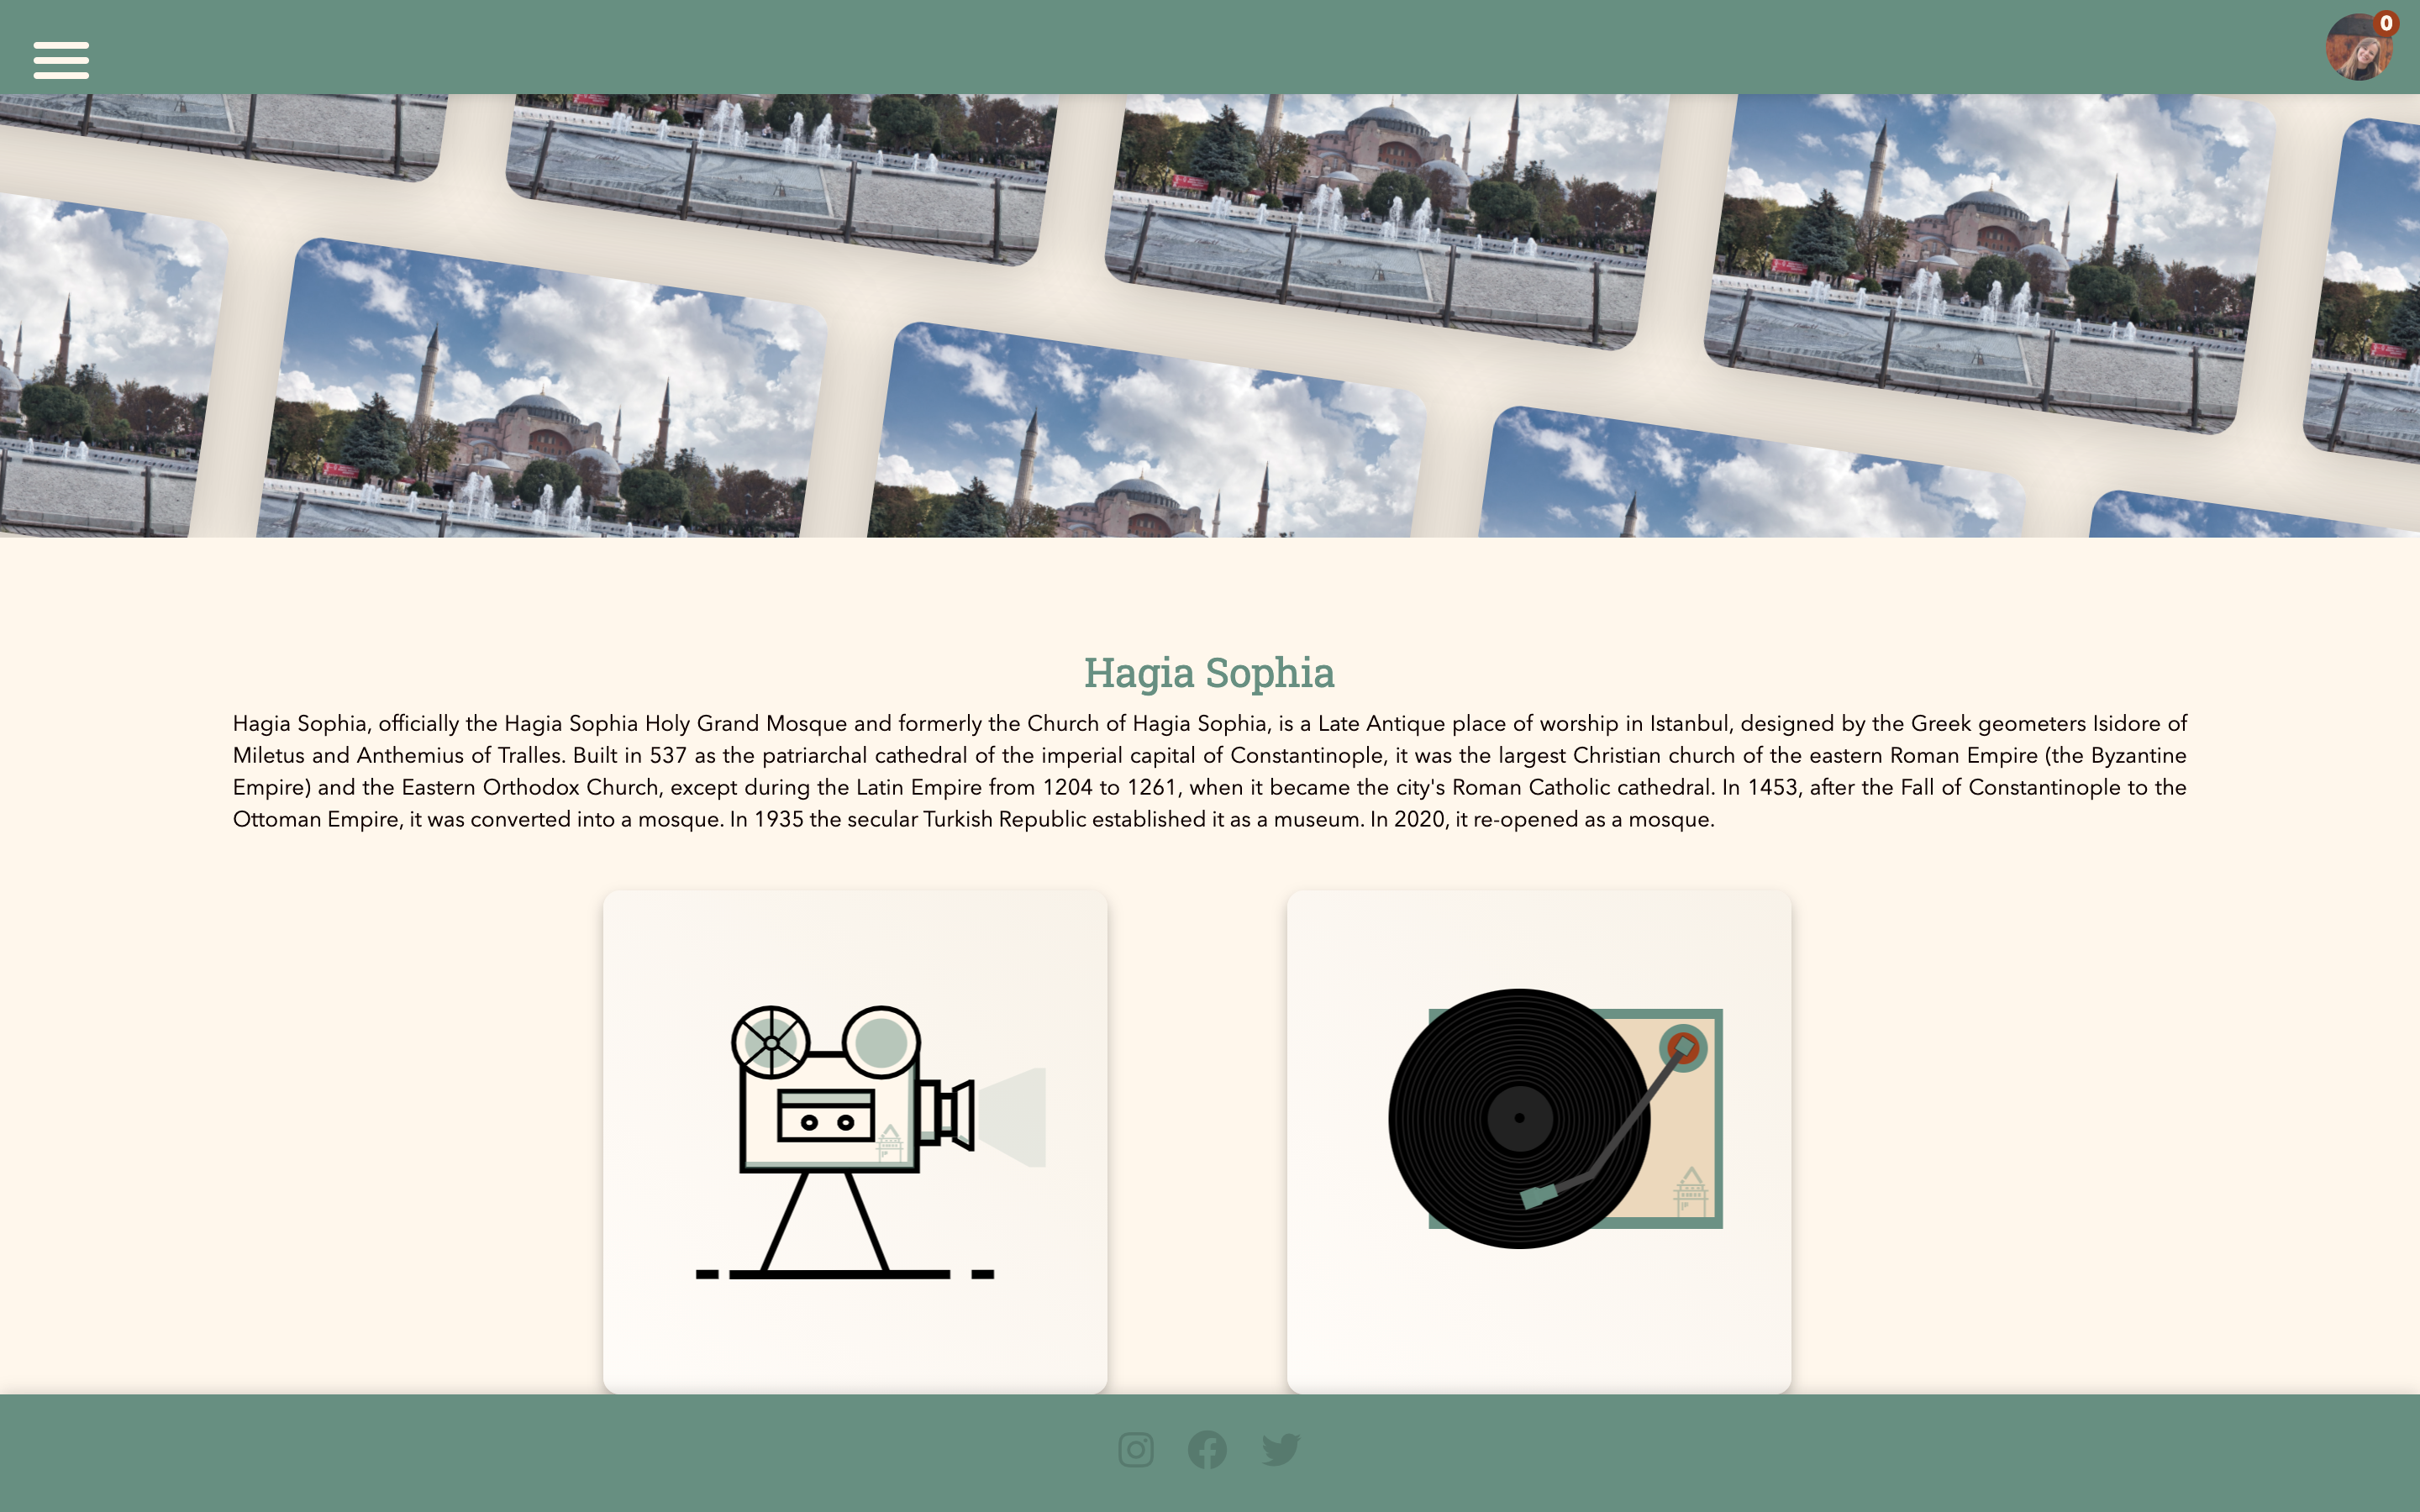 0
Hagia Sophia
Hagia Sophia, officially the Hagia Sophia Holy Grand Mosque and formerly the Church of Hagia Sophia, is a Late Antique place of worship in Istanbul, designed by the Greek geometers Isidore of
Miletus and Anthemius of Tralles. Built in 537 as the patriarchal cathedral of the imperial capital of Constantinople, it was the largest Christian church of the eastern Roman Empire (the Byzantine
Empire) and the Eastern Orthodox Church, except during the Latin Empire from 1204 to 1261, when it became the city's Roman Catholic cathedral. In 1453, after the Fall of Constantinople to the
Ottoman Empire, it was converted into a mosque. In 1935 the secular Turkish Republic established it as a museum. In 2020, it re-opened as a mosque.